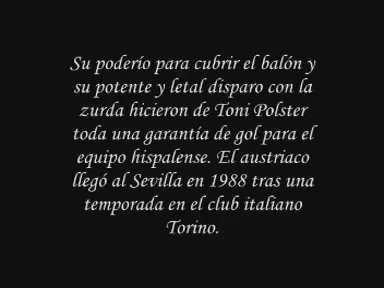 Su poderío para cubrir el balón y
su potente y letal disparo con la
zurda hicieron de Toni Polster
toda una garantía de gol para el
equipo hispalense. El austriaco
llegó al Sevilla en 1988 tras una
temporada en el club italiano
Torino.